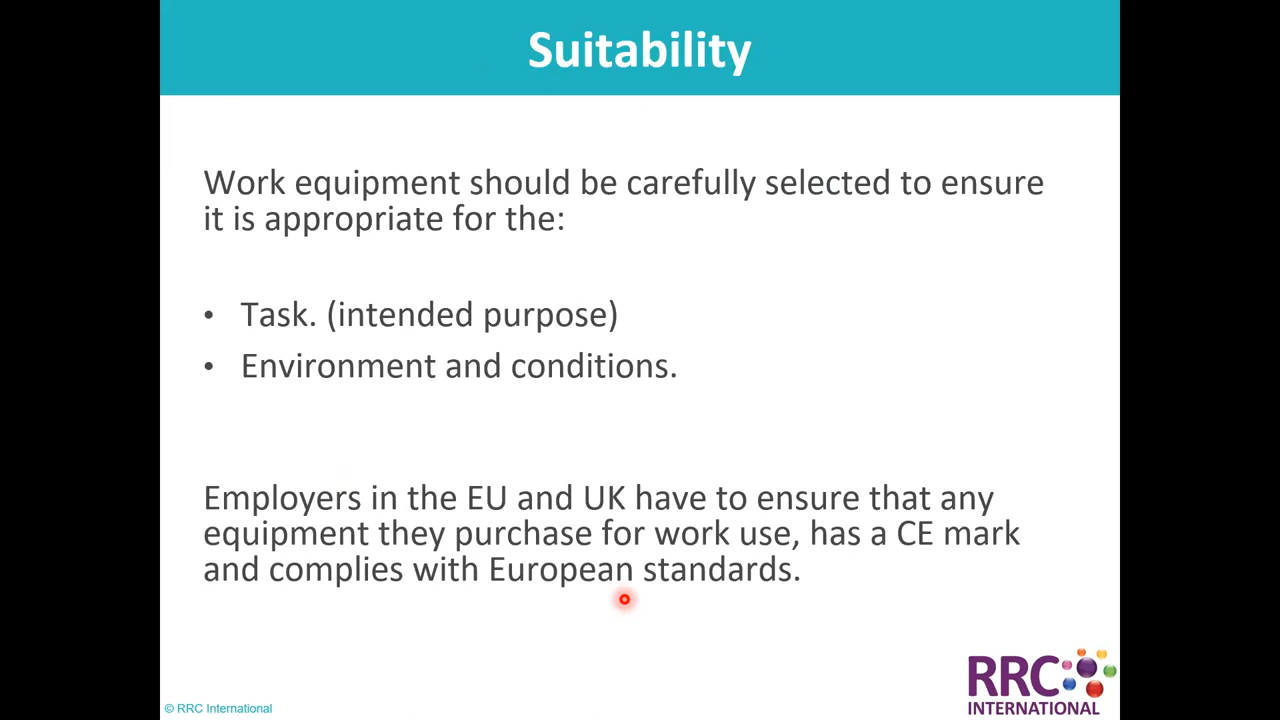 Suitability
Work equipment should be carefully selected to ensure
it is appropriate for the:
• Task. (intended purpose)
• Environment and conditions.
Employers in the EU and UK have to ensure that any
equipment they purchase for work use, has a CE mark
and complies with European standards.
RRC
INTERNATIONAL
© RRC International